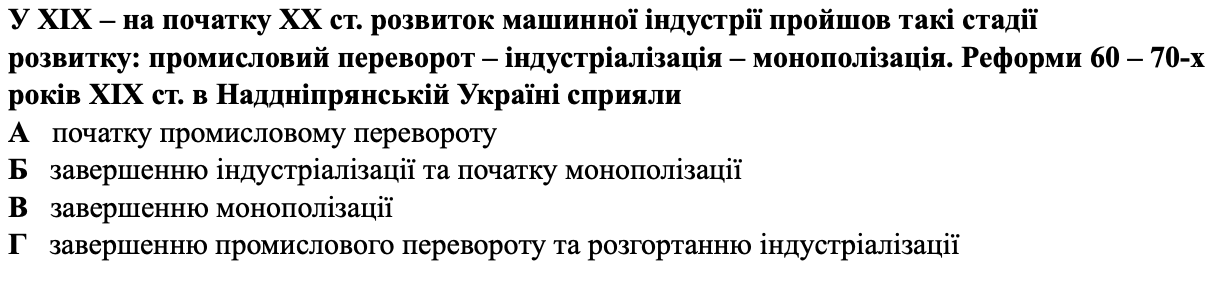 У XIX – на початку XX ст. розвиток машинної індустрії пройшов такі стадії
розвитку: промисловий переворот – індустріалізація – монополізація. Реформи 60 – 70-х
років XIX ст. в Наддніпрянській Україні сприяли
А початку промисловому перевороту
Б завершенню індустріалізації та початку монополізації
В завершенню монополізації
Г завершенню промислового перевороту та розгортанню індустріалізації